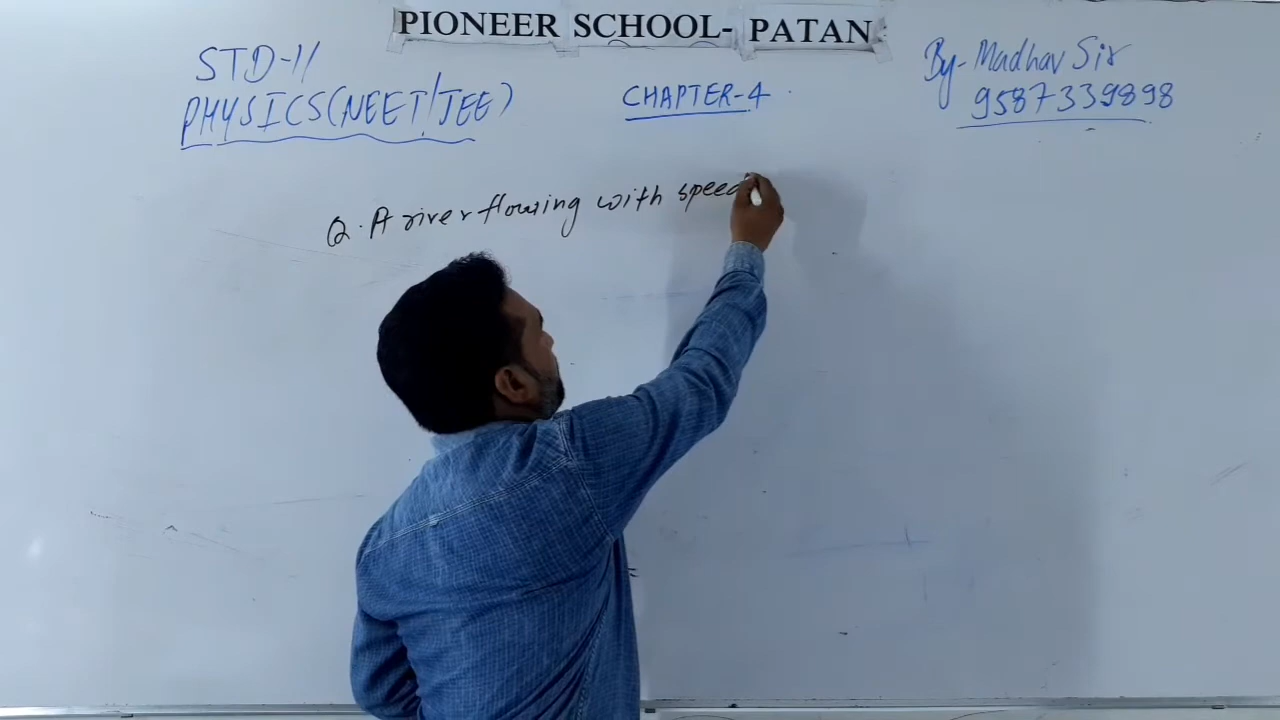 PIONEER SCHOOL- PATAN
STD-11
PHYSICS(NEET/JEE)
CHAPTER-4
By- Madhav Sir
9587339898
Q. A river flowing with speed